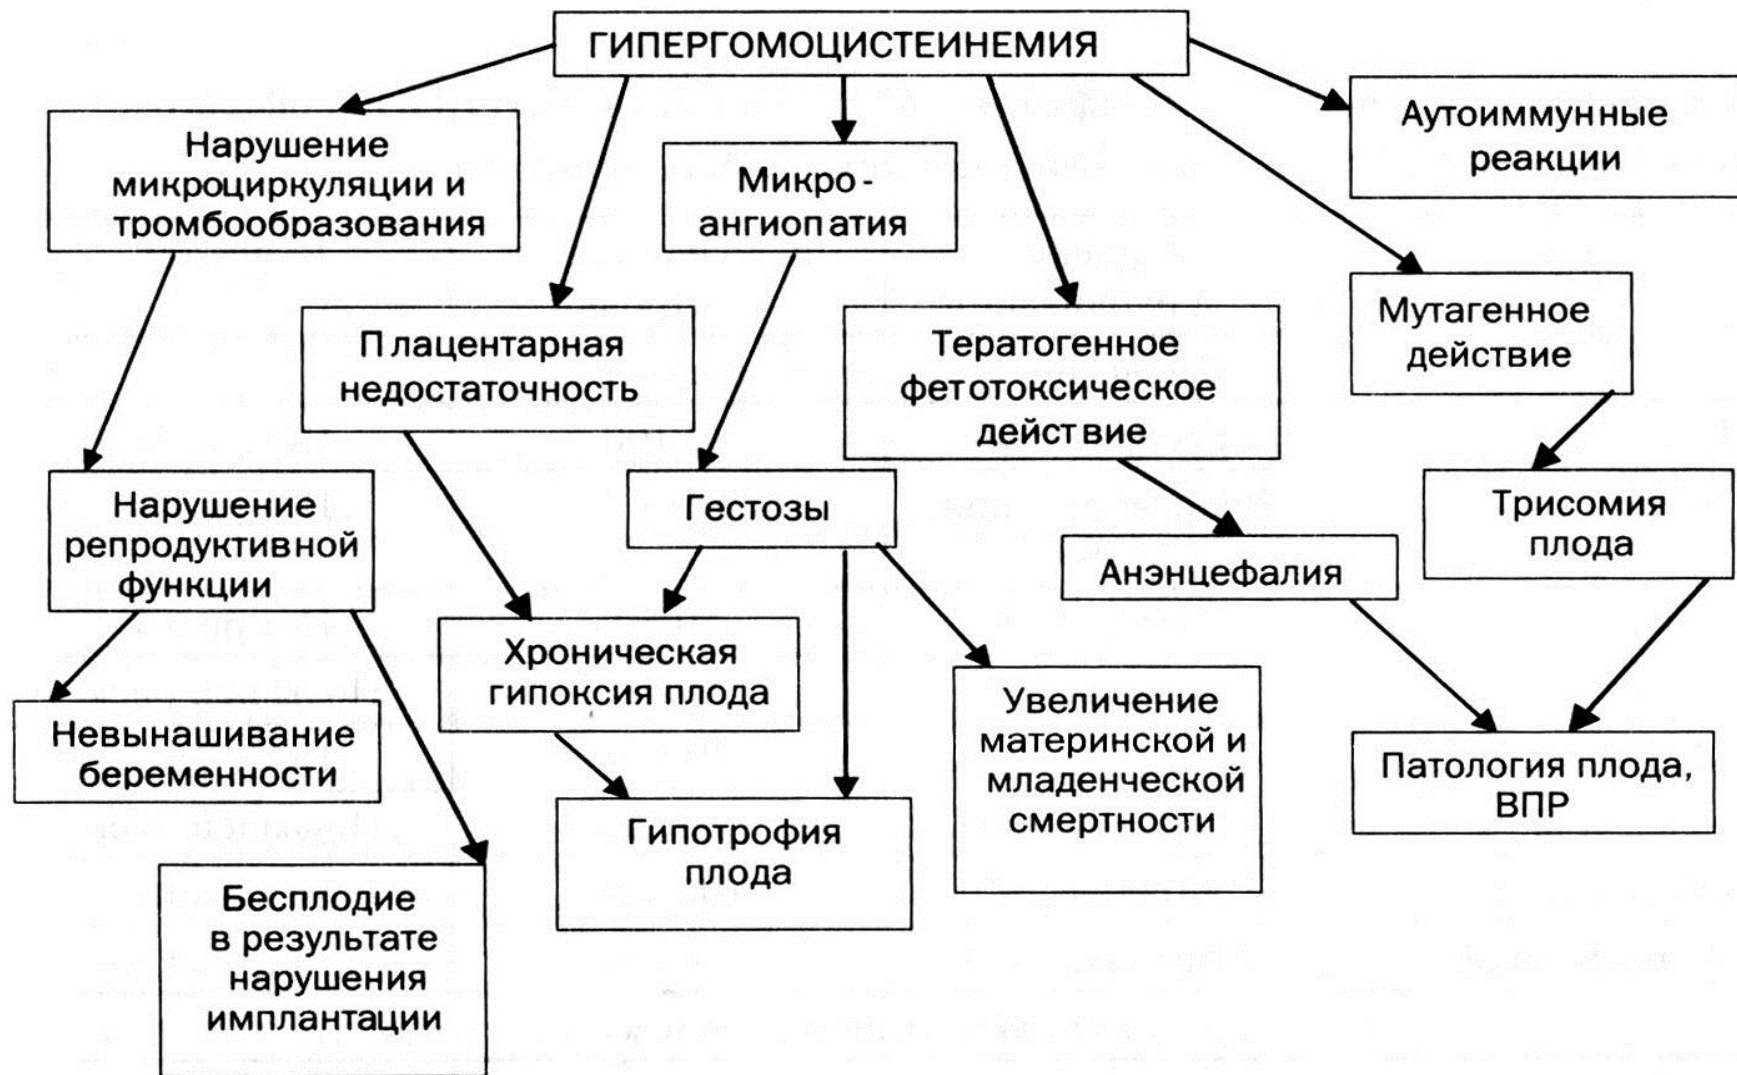 ГИПЕРГОМОЦИСТЕИНЕМИЯ
Нарушение
микроциркуляции и
тромбообразования
Микро-
ангиопатия
Аутоиммунные
реакции
Плацентарная
недостаточность
Тератогенное
фетотоксическое
действие
Мутагенное
действие
Нарушение
репродуктивной
функции
Гестозы
Анэнцефалия
Трисомия
плода
Хроническая
гипоксия плода
Невынашивание
беременности
Увеличение
материнской и
младенческой
смертности
Патология плода,
ВПР
Гипотрофия
плода
Бесплодие
в результате
нарушения
имплантации